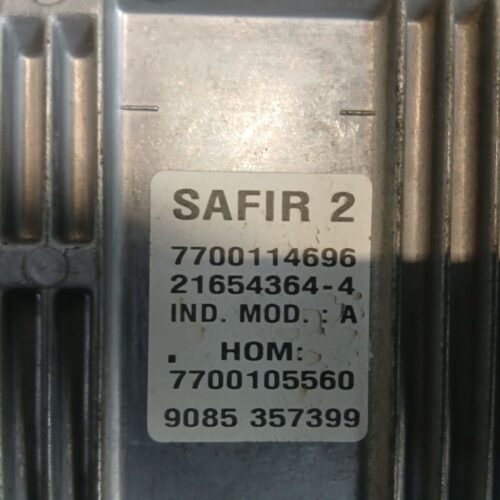 SAFIR 2
7700114696
21654364-4
IND. MOD. : A
. HOM:
7700105560
9085 357399